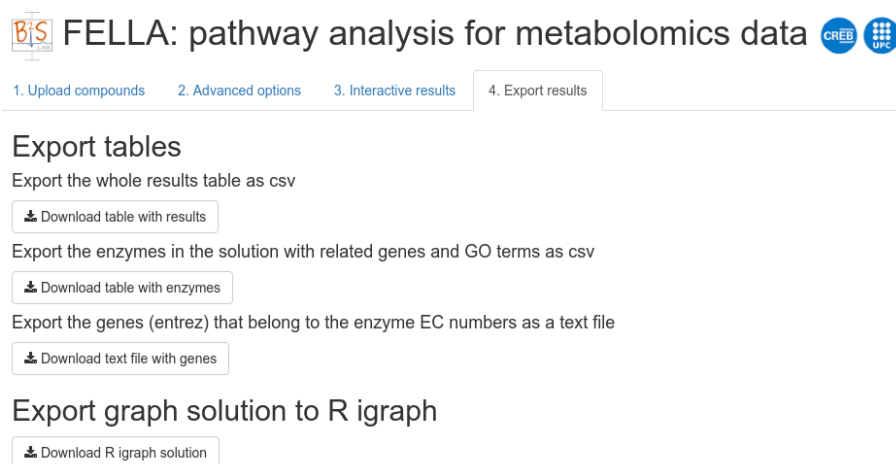 B2S LABS FELLA: pathway analysis for metabolomics data CREB UPC
1. Upload compounds 2. Advanced options 3. Interactive results 4. Export results
Export tables
Export the whole results table as csv
Download table with results
Export the enzymes in the solution with related genes and GO terms as csv
Download table with enzymes
Export the genes (entrez) that belong to the enzyme EC numbers as a text file
Download text file with genes
Export graph solution to R igraph
Download R igraph solution